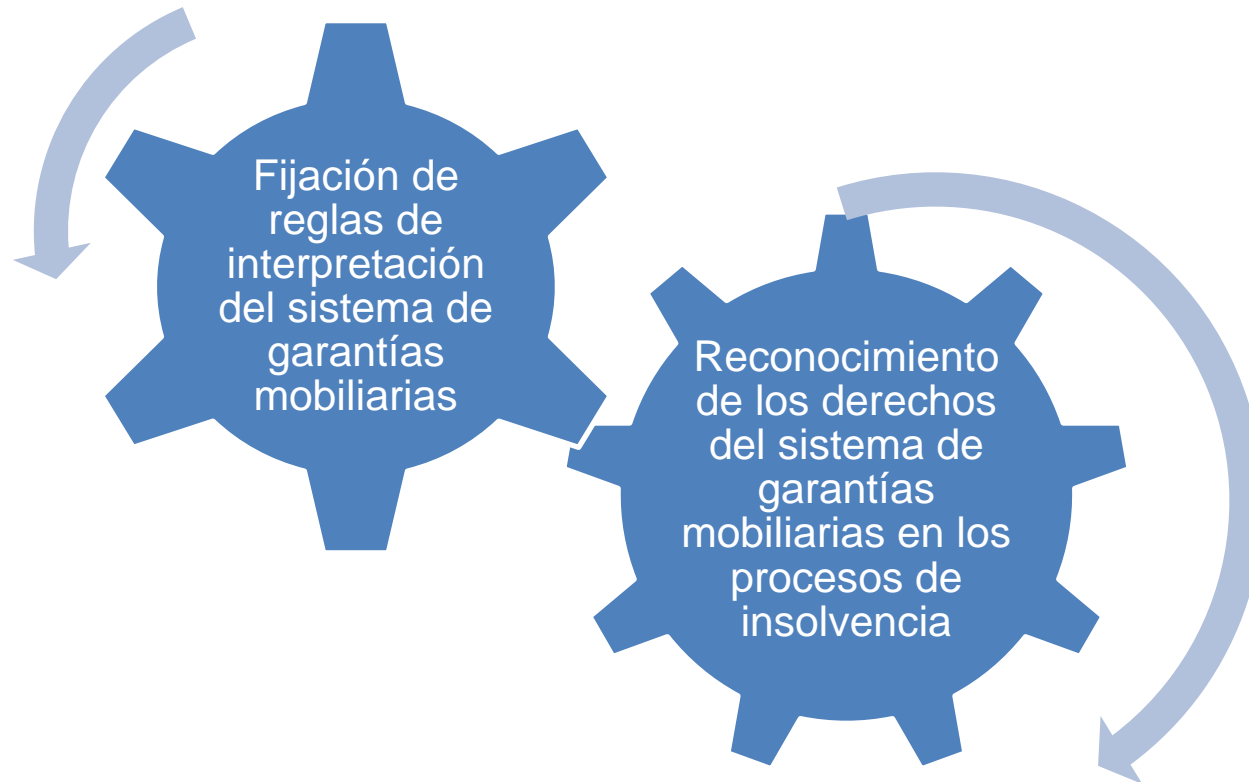 Fijación de
reglas de
interpretación
del sistema de
garantías
mobiliarias
Reconocimiento
de los derechos
del sistema de
garantías
mobiliarias en los
procesos de
insolvencia